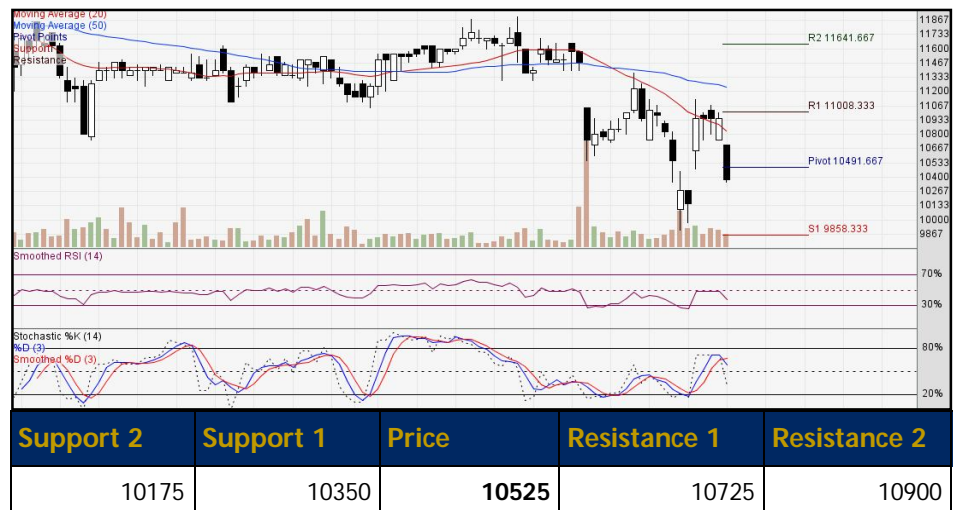 Moving Average (20)
Moving Average (50)
Pivot Points
Support
Resistance
11867
11733
11600
11467
11333
11200
11067
10933
10800
10667
10533
10400
10267
10133
10000
9867
R2 11641.667
R1 11008.333
Pivot 10491.667
S1 9858.333
Smoothed RSI (14)
70%
30%
Stochastic %K (14)
%D (3)
Smoothed %D (3)
80%
20%
Support 2 Support 1 Price Resistance 1 Resistance 2
10175 10350 10525 10725 10900